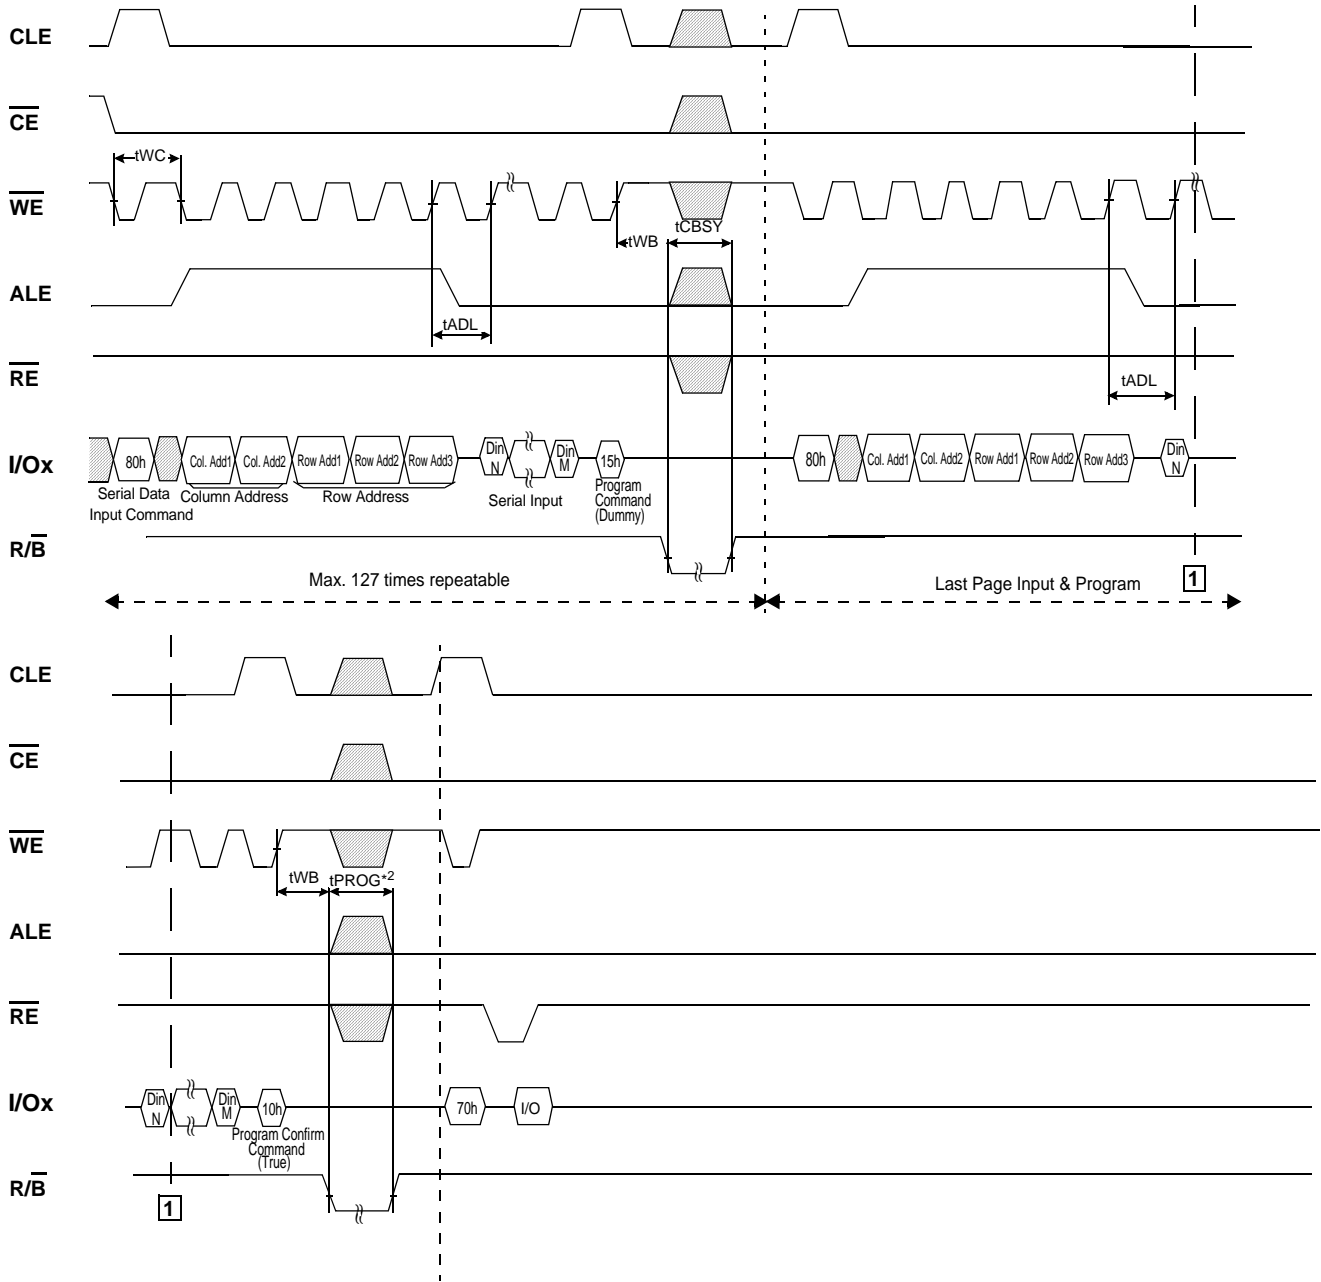 CLE
CE
tWC
WE
tWB
tCBSY
ALE
tADL
RE
tADL
I/Ox
80h
Col. Add1
Col. Add2
Row Add1
Row Add2
Row Add3
Din
N
Din
M
15h
80h
Col. Add1
Col. Add2
Row Add1
Row Add2
Row Add3
Din
N
Serial Data
Input Command
Column Address
Row Address
Serial Input
Program
Command
(Dummy)
R/B
Max. 127 times repeatable
Last Page Input & Program
1
CLE
CE
WE
tWB
tPROG*2
ALE
RE
I/Ox
Din
N
Din
M
10h
70h
I/O
Program Confirm
Command
(True)
R/B
1